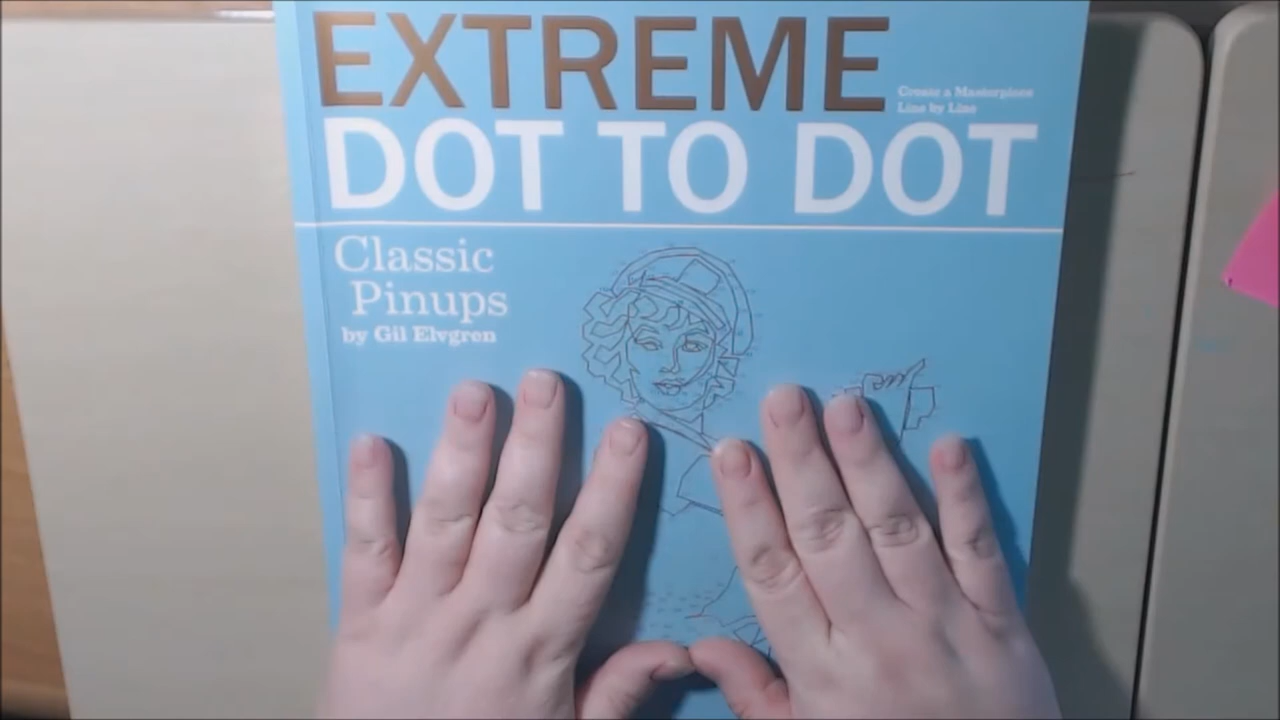 EXTREME
Create a Masterpiece
Line by Line
DOT TO DOT
Classic
Pinups
by Gil Elvgren